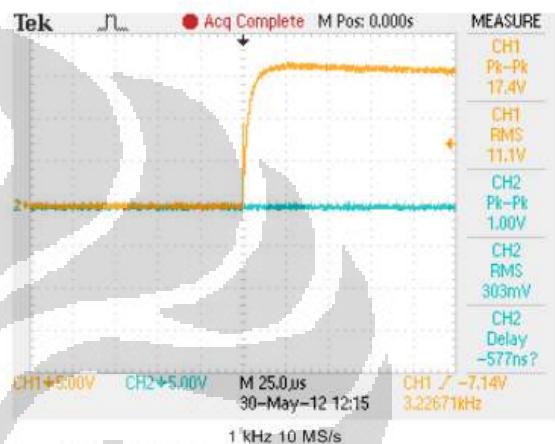 Tek Acq Complete M Pos: 0.000s MEASURE
CH1
Pk-Pk
17.4V
CH1
RMS
11.1V
2
CH2
Pk-Pk
1.00V
CH2
RMS
303mV
CH2
Delay
-577ns?
CH1 5.00V CH2 5.00V M 25.0µs CH1 -7.14V
30-May-12 12:15 3.22671kHz
1 kHz 10 MS/s